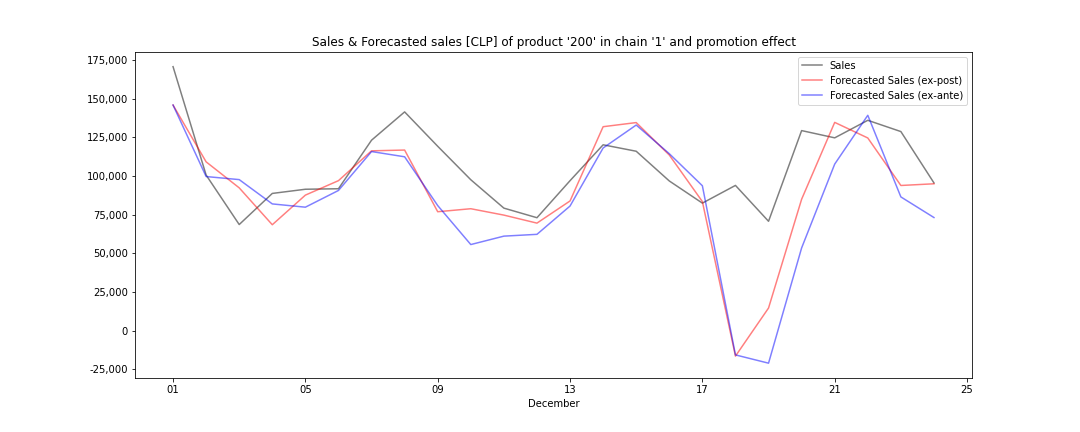 Sales & Forecasted sales [CLP] of product '200' in chain '1' and promotion effect
Sales
Forecasted Sales (ex-post)
Forecasted Sales (ex-ante)
175,000
150,000
125,000
100,000
75,000
50,000
25,000
0
-25,000
01 05 09 13 17 21 25
December